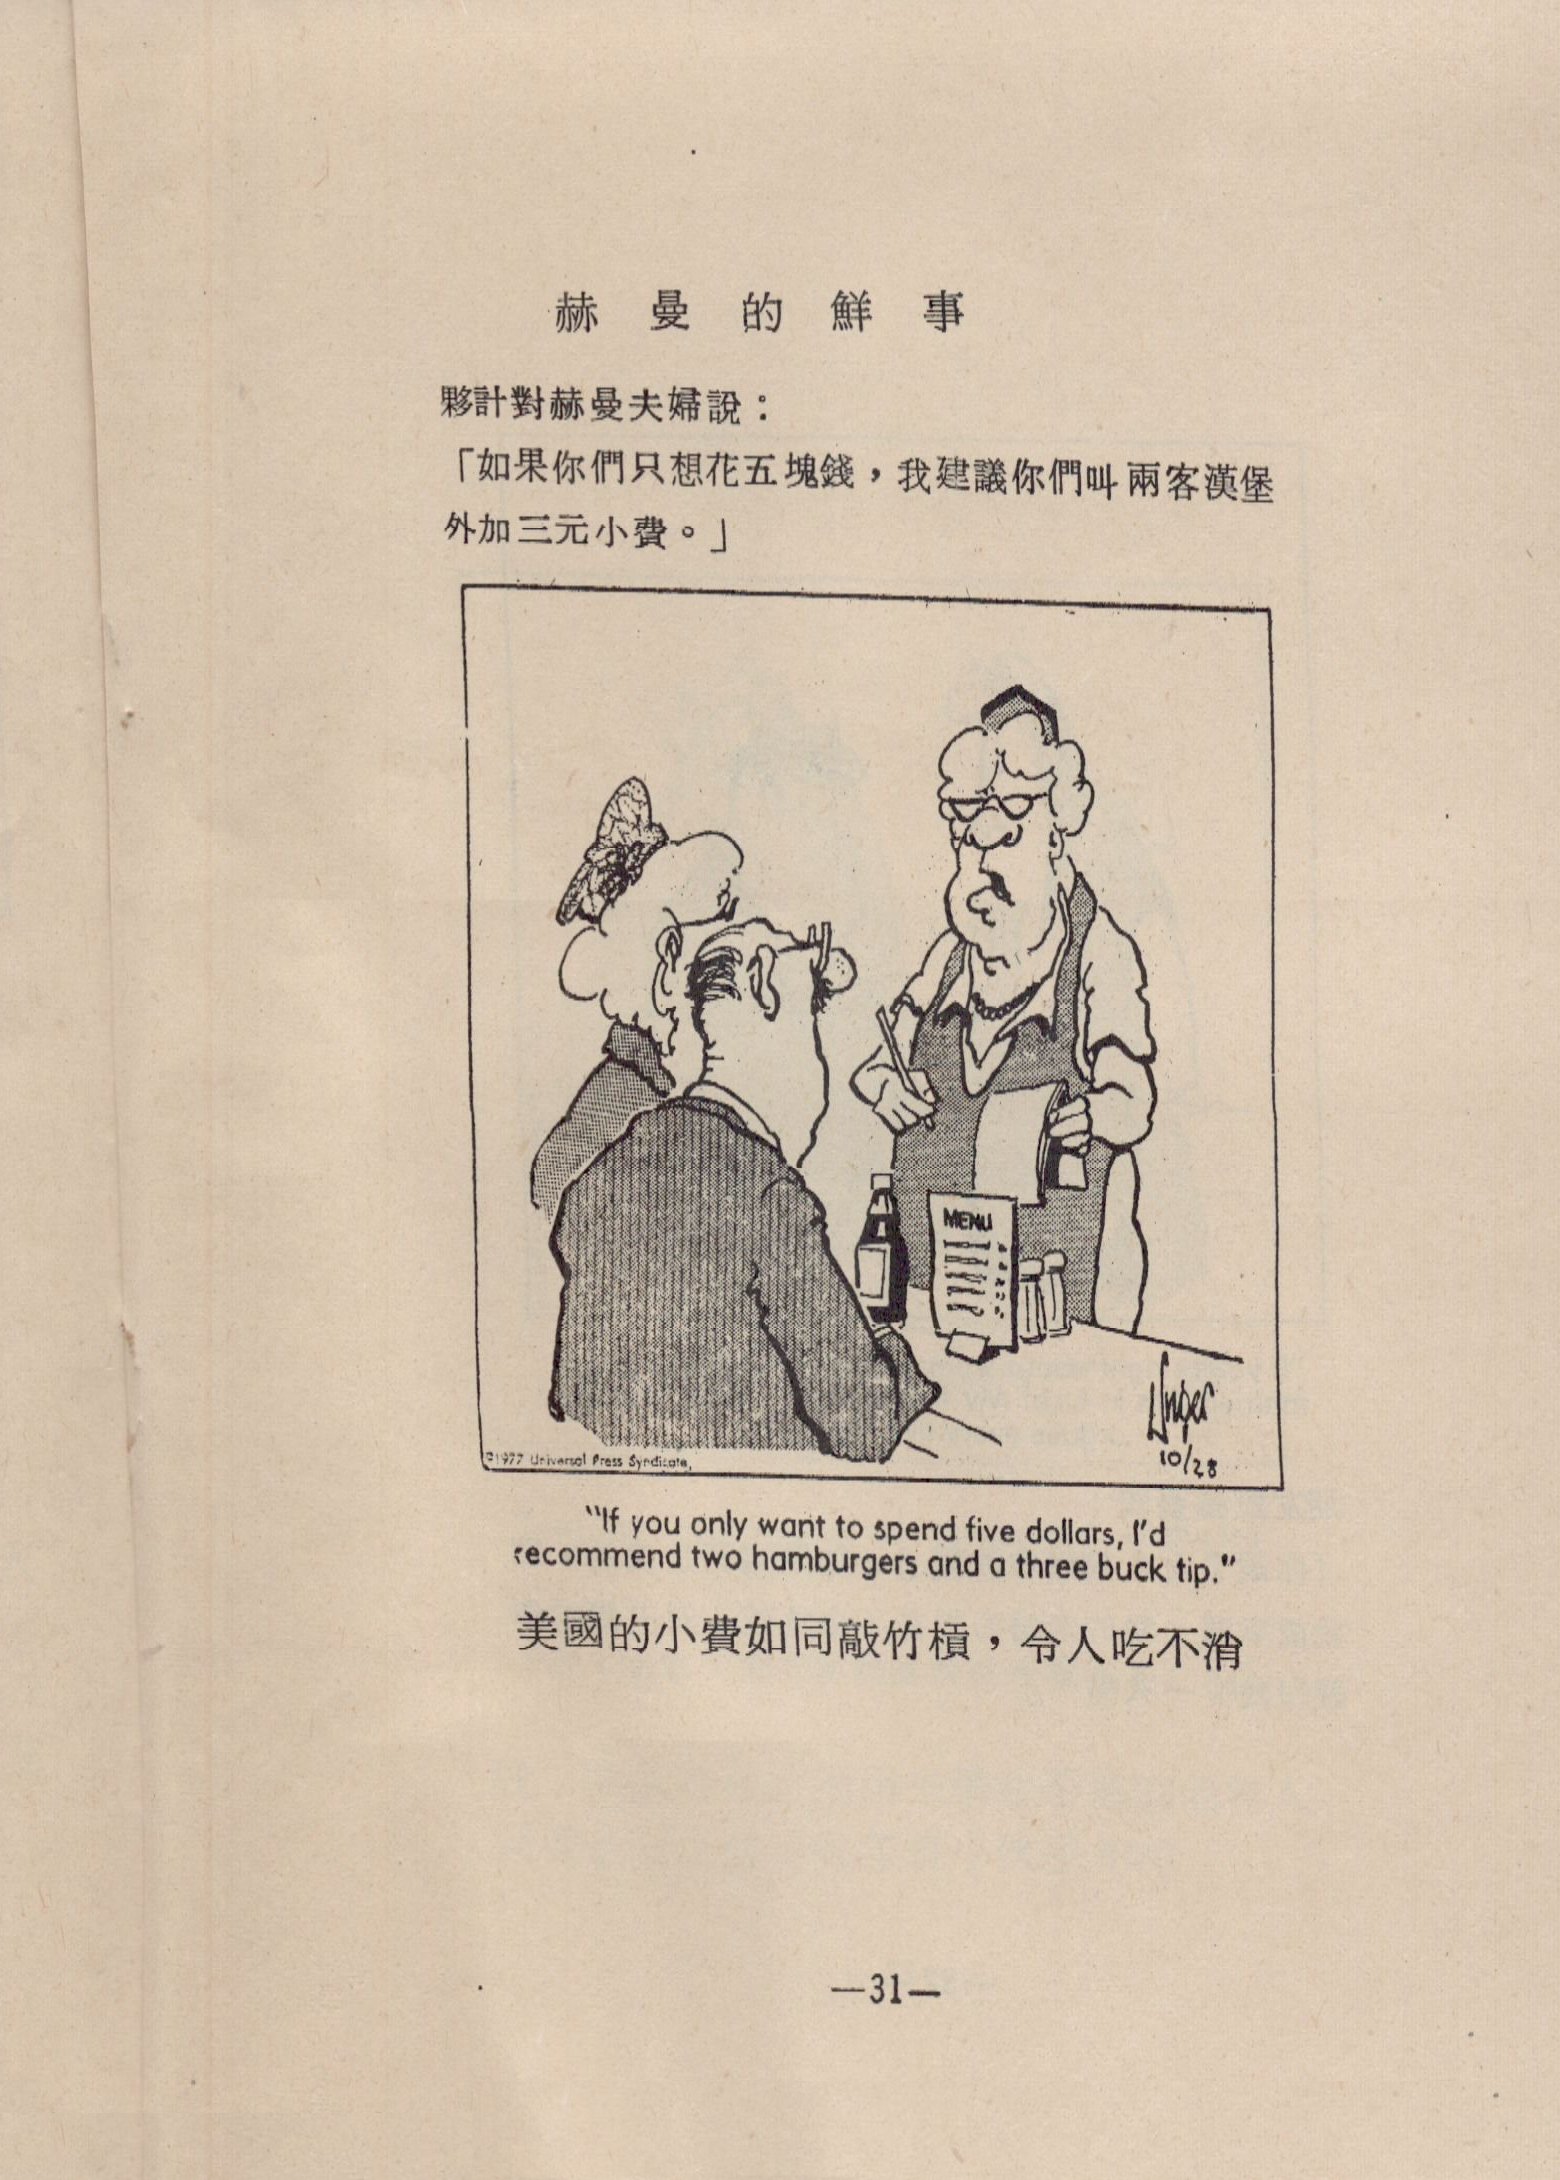 赫曼的鮮事
夥計對赫曼夫婦說：
「如果你們只想花五塊錢，我建議你們叫兩客漢堡
外加三元小費。」
MENU
Unger
10/28
©1977 Universal Press Syndicate,
"If you only want to spend five dollars, I'd
recommend two hamburgers and a three buck tip."
美國的小費如同敲竹槓，令人吃不消
—31—